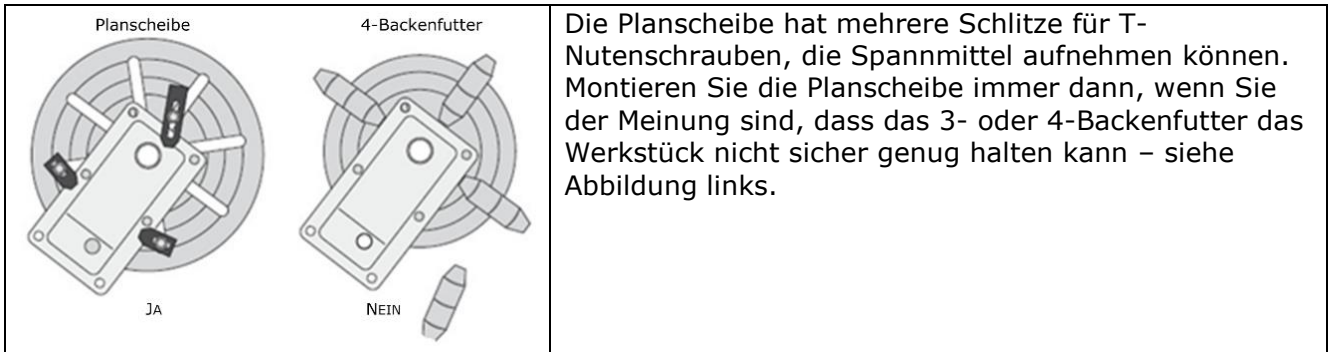 Planscheibe
4-Backenfutter
JA
NEIN
Die Planscheibe hat mehrere Schlitze für T-
Nutenschrauben, die Spannmittel aufnehmen können.
Montieren Sie die Planscheibe immer dann, wenn Sie
der Meinung sind, dass das 3- oder 4-Backenfutter das
Werkstück nicht sicher genug halten kann – siehe
Abbildung links.